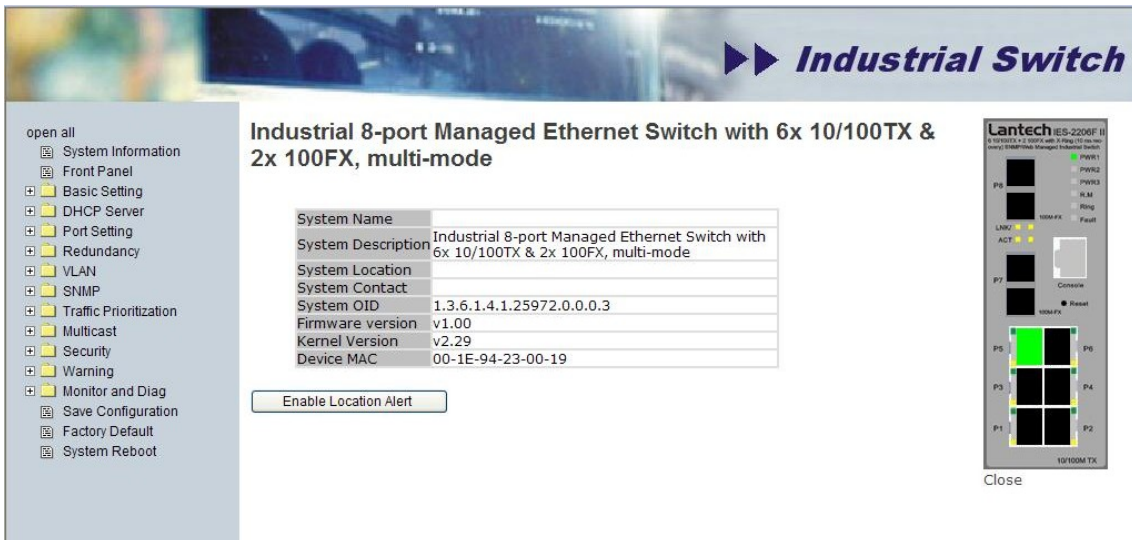 Industrial Switch
open all
System Information
Front Panel
Basic Setting
DHCP Server
Port Setting
Redundancy
VLAN
SNMP
Traffic Prioritization
Multicast
Security
Warning
Monitor and Diag
Save Configuration
Factory Default
System Reboot
Industrial 8-port Managed Ethernet Switch with 6x 10/100TX &
2x 100FX, multi-mode
System Name
System Description Industrial 8-port Managed Ethernet Switch with
6x 10/100TX & 2x 100FX, multi-mode
System Location
System Contact
System OID 1.3.6.1.4.1.25972.0.0.0.3
Firmware version v1.00
Kernel Version v2.29
Device MAC 00-1E-94-23-00-19
Enable Location Alert
Lantech IES-2206F II
PWR1
PWR2
P8 PWR3
R.M
Ring
100M-FX Fault
LNK/
ACT
P7
Console
Reset
100M-FX
P5 P6
P3 P4
P1 P2
10/100M TX
Close